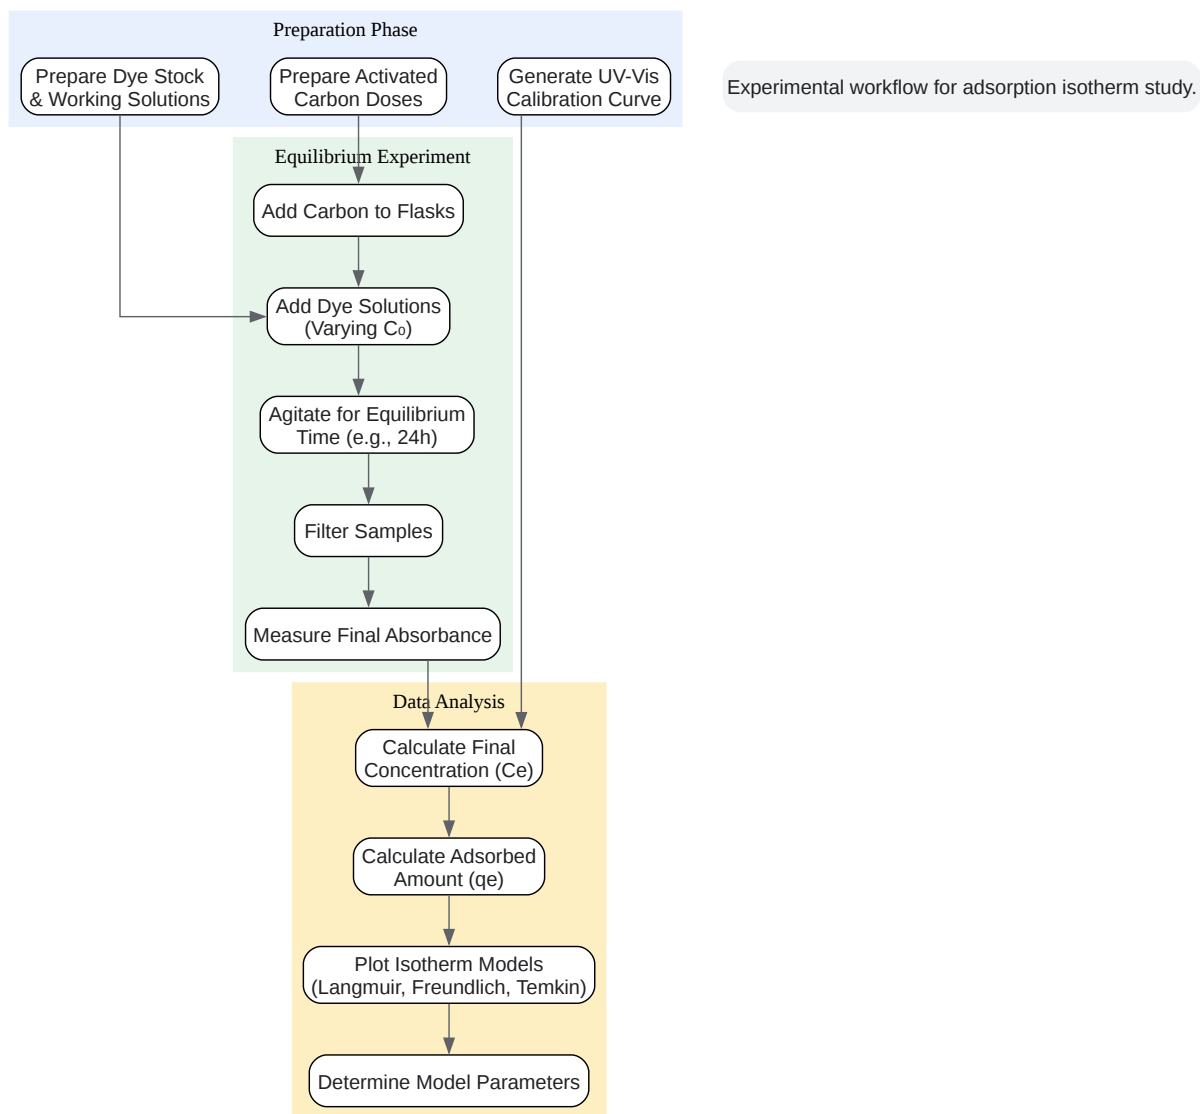 Preparation Phase
Prepare Dye Stock
& Working Solutions
Prepare Activated
Carbon Doses
Generate UV-Vis
Calibration Curve
Experimental workflow for adsorption isotherm study.
Equilibrium Experiment
Add Carbon to Flasks
Add Dye Solutions
(Varying C₀)
Agitate for Equilibrium
Time (e.g., 24h)
Filter Samples
Measure Final Absorbance
Data Analysis
Calculate Final
Concentration (Ce)
Calculate Adsorbed
Amount (qe)
Plot Isotherm Models
(Langmuir, Freundlich, Temkin)
Determine Model Parameters